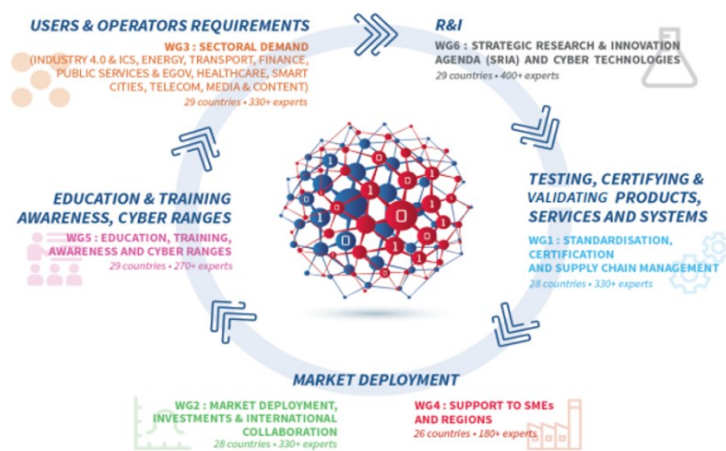 USERS & OPERATORS REQUIREMENTS
WG3 : SECTORAL DEMAND
(INDUSTRY 4.0 & ICS, ENERGY, TRANSPORT, FINANCE,
PUBLIC SERVICES & EGOV, HEALTHCARE, SMART
CITIES, TELECOM, MEDIA & CONTENT)
29 countries • 330+ experts
R&I
WG6 : STRATEGIC RESEARCH & INNOVATION
AGENDA (SRIA) AND CYBER TECHNOLOGIES
29 countries • 400+ experts
TESTING, CERTIFYING &
VALIDATING PRODUCTS,
SERVICES AND SYSTEMS
WG1 : STANDARDISATION,
CERTIFICATION
AND SUPPLY CHAIN MANAGEMENT
28 countries • 330+ experts
EDUCATION & TRAINING
AWARENESS, CYBER RANGES
WG5 : EDUCATION, TRAINING,
AWARENESS AND CYBER RANGES
29 countries • 270+ experts
MARKET DEPLOYMENT
WG2 : MARKET DEPLOYMENT,
INVESTMENTS & INTERNATIONAL
COLLABORATION
28 countries • 330+ experts
WG4 : SUPPORT TO SMEs
AND REGIONS
26 countries • 180+ experts